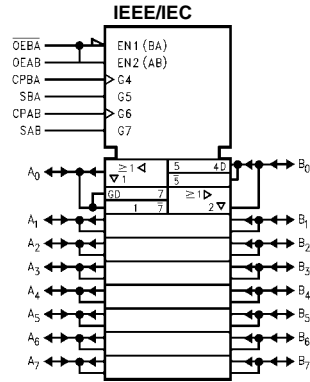 IEEE/IEC
OEBA EN1 (BA)
OEAB EN2 (AB)
CPBA G4
SBA G5
CPAB G6
SAB G7
A0 ≥1 5 4D B0
1 5
GD 7 ≥1
1 7 2
A1 B1
A2 B2
A3 B3
A4 B4
A5 B5
A6 B6
A7 B7